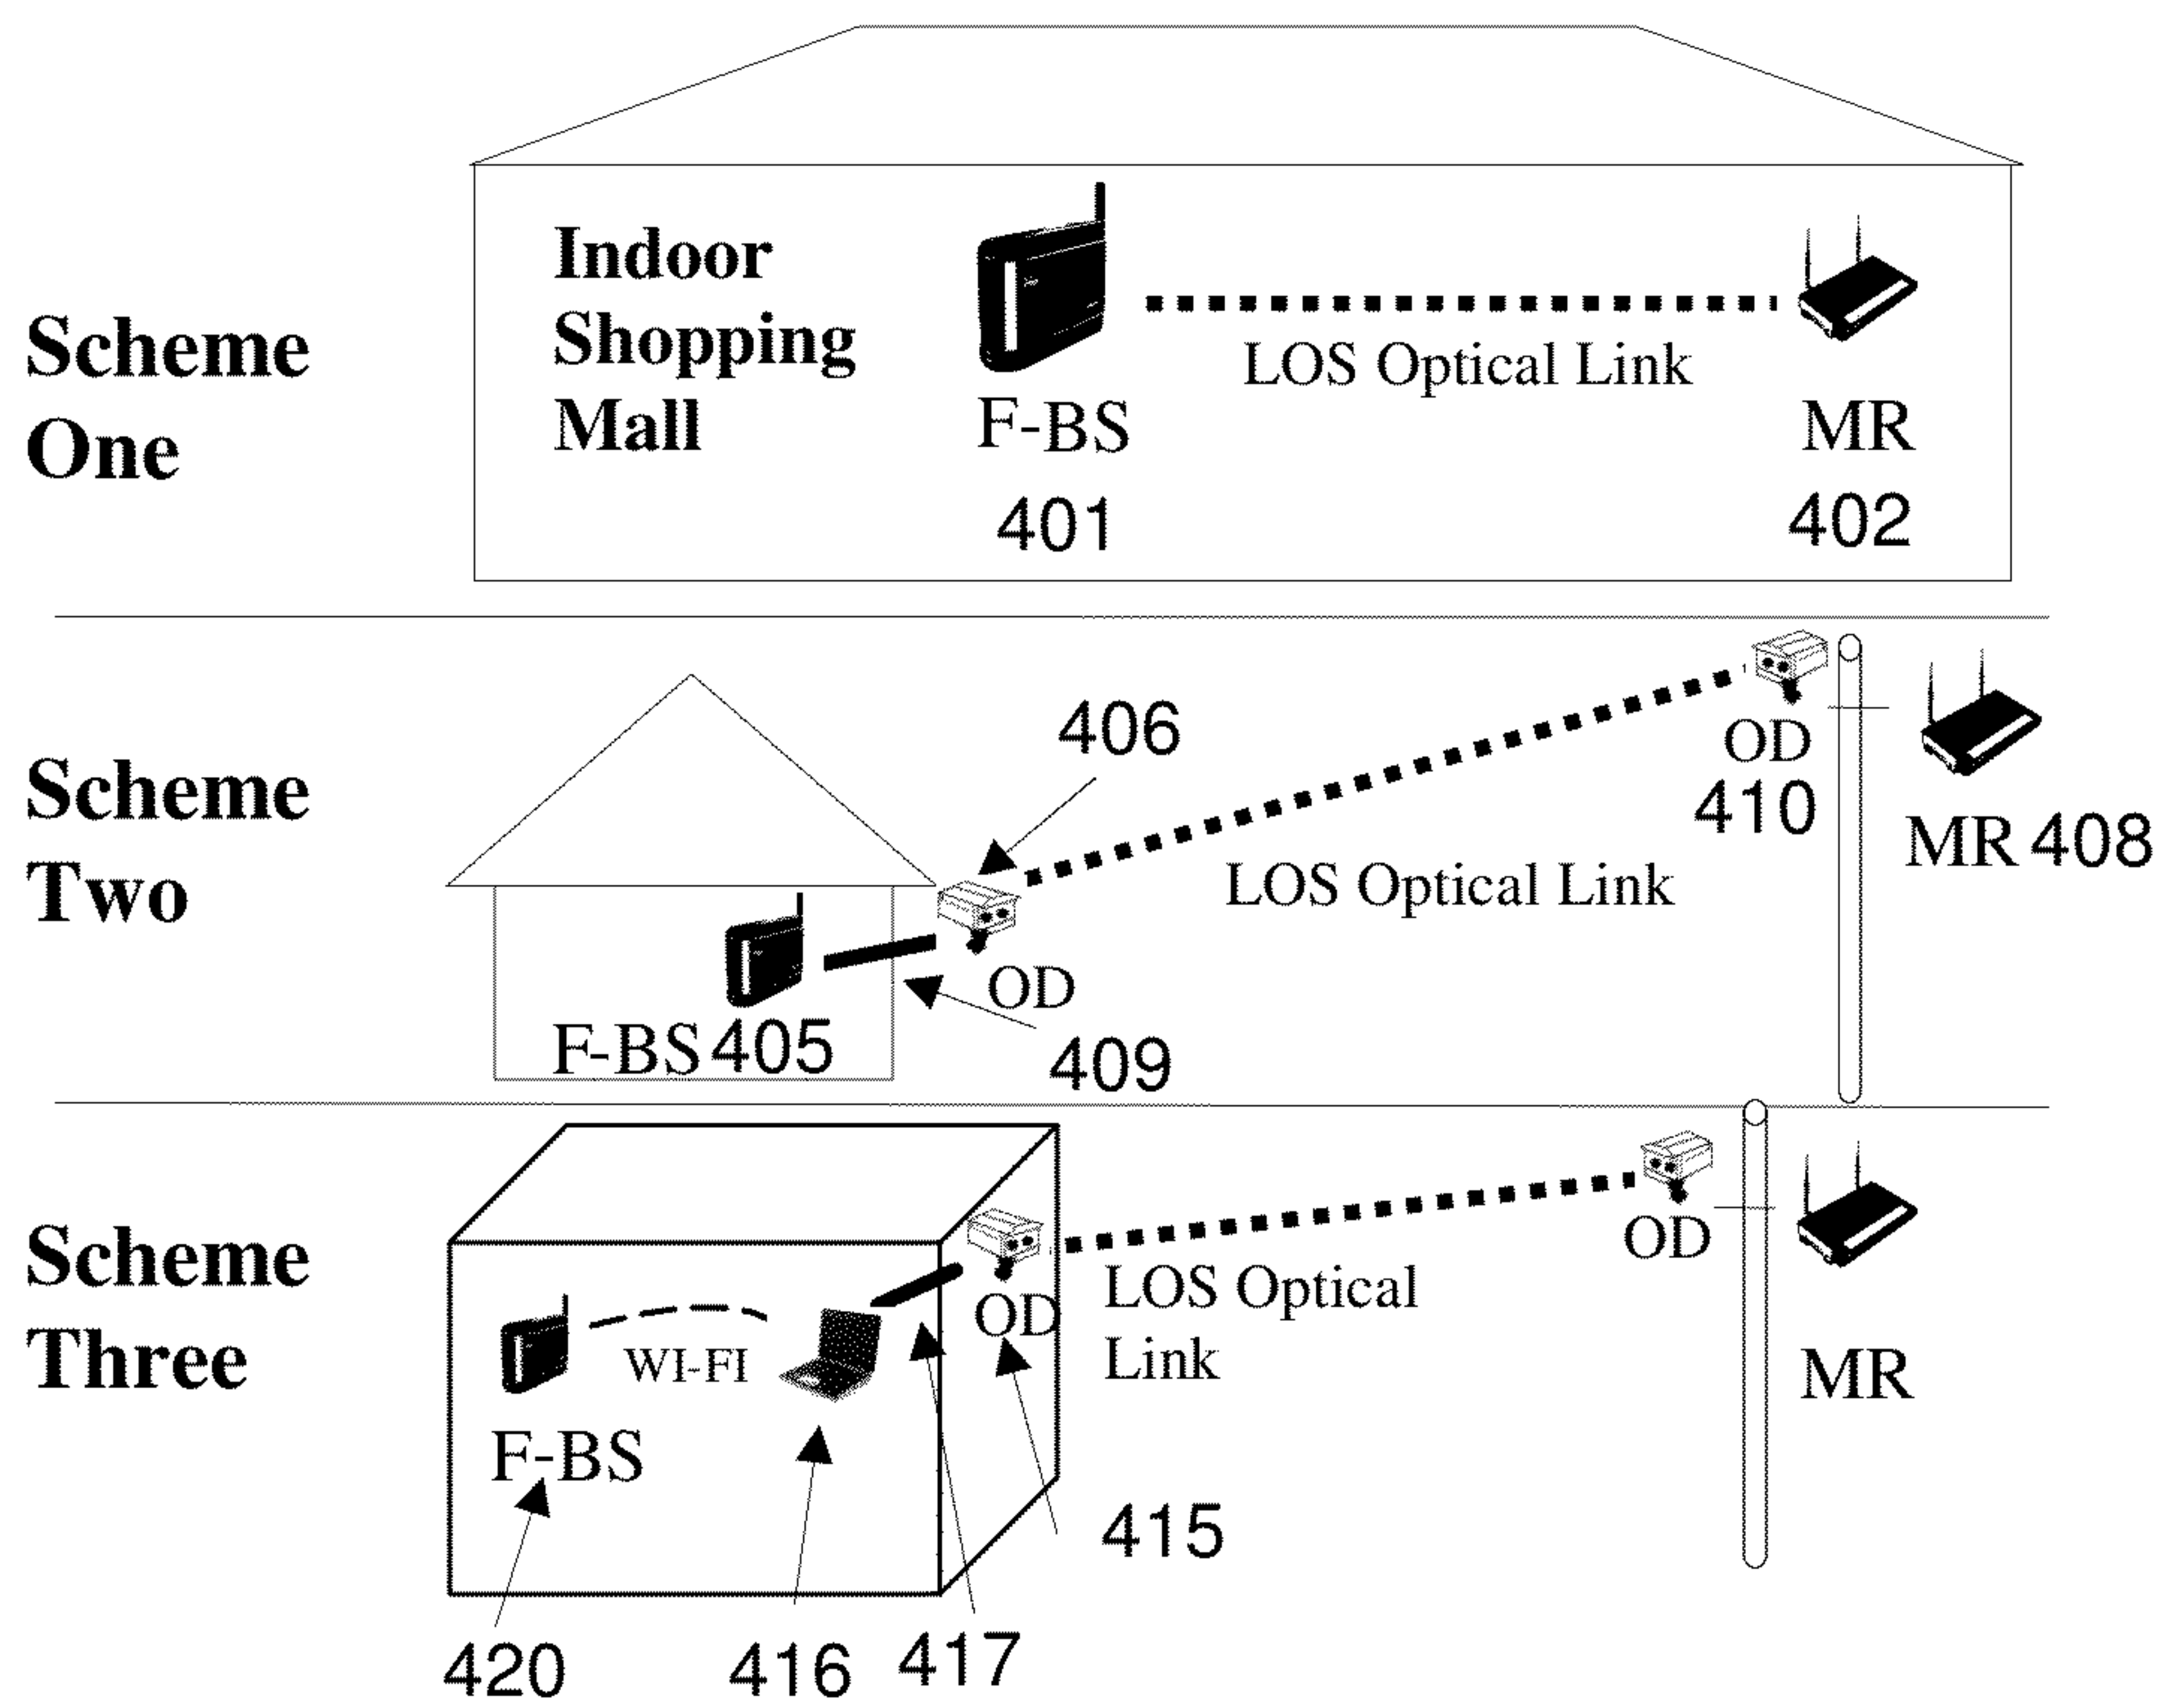 Scheme
One
Indoor
Shopping
Mall
F-BS
401
LOS Optical Link
MR
402
Scheme
Two
406
OD
410
MR 408
LOS Optical Link
OD
F-BS 405
409
Scheme
Three
WI-FI
F-BS
OD
LOS Optical
Link
OD
MR
415
420
416
417